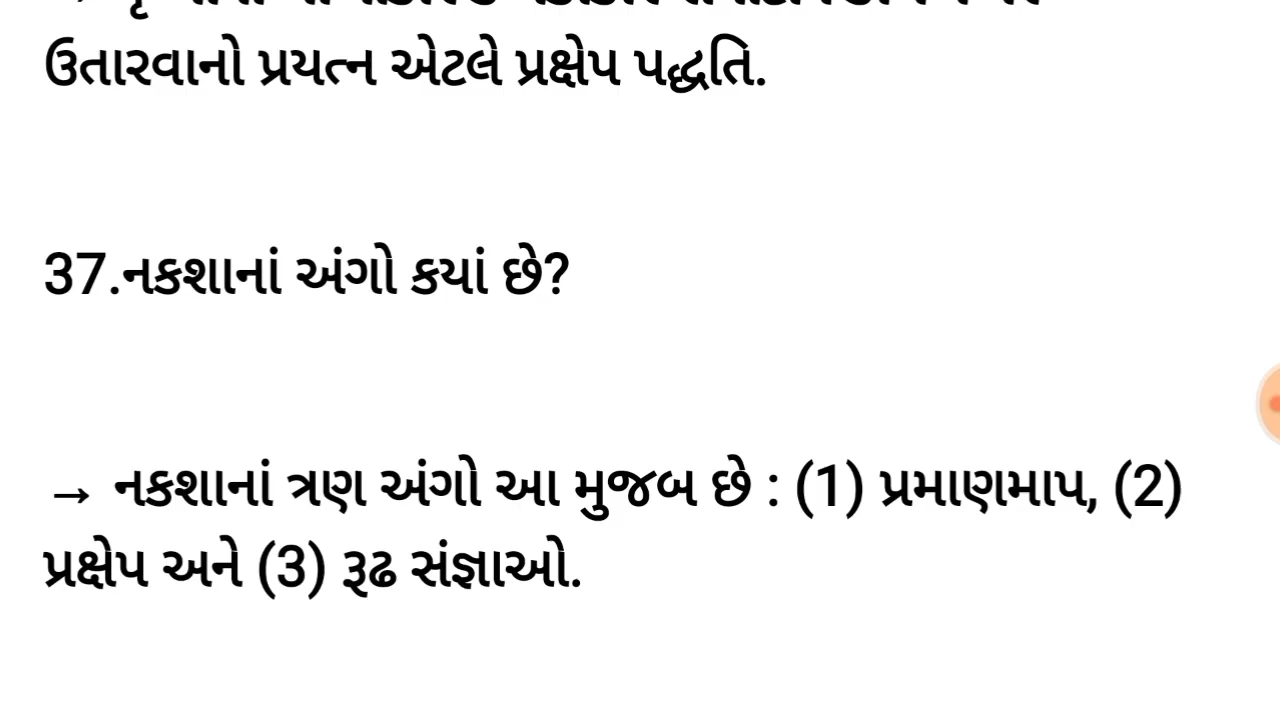 ઉતારવાનો પ્રયત્ન એટલે પ્રક્ષેપ પદ્ધતિ.
37.નકશાનાં અંગો કયાં છે?
→ નકશાનાં ત્રણ અંગો આ મુજબ છે : (1) પ્રમાણમાપ, (2)
પ્રક્ષેપ અને (3) રૂઢ સંજ્ઞાઓ.